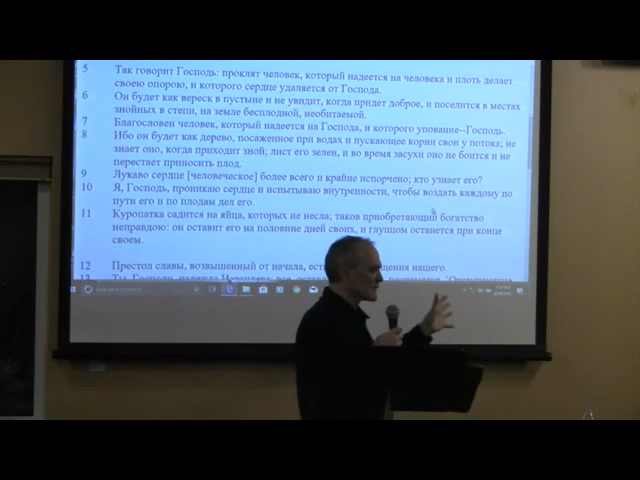 5 Так говорит Господь: проклят человек, который надеется на человека и плоть делает
своею опорою, и которого сердце удаляется от Господа.
6 Он будет как вереск в пустыне и не увидит, когда придет доброе, и поселится в местах
знойных в степи, на земле бесплодной, необитаемой.
7 Благословен человек, который надеется на Господа, и которого упование--Господь.
8 Ибо он будет как дерево, посаженное при водах и пускающее корни свои у потока; не
знает оно, когда приходит зной; лист его зелен, и во время засухи оно не боится и не
перестает приносить плод.
9 Лукаво сердце [человеческое] более всего и крайне испорчено; кто узнает его?
10 Я, Господь, проникаю сердце и испытываю внутренности, чтобы воздать каждому по
пути его и по плодам дел его.
11 Куропатка садится на яйца, которых не несла; таков приобретающий богатство
неправдою: он оставит его на половине дней своих, и глупцом останется при конце
своем.
12 Престол славы, возвышенный от начала, есть нашего.